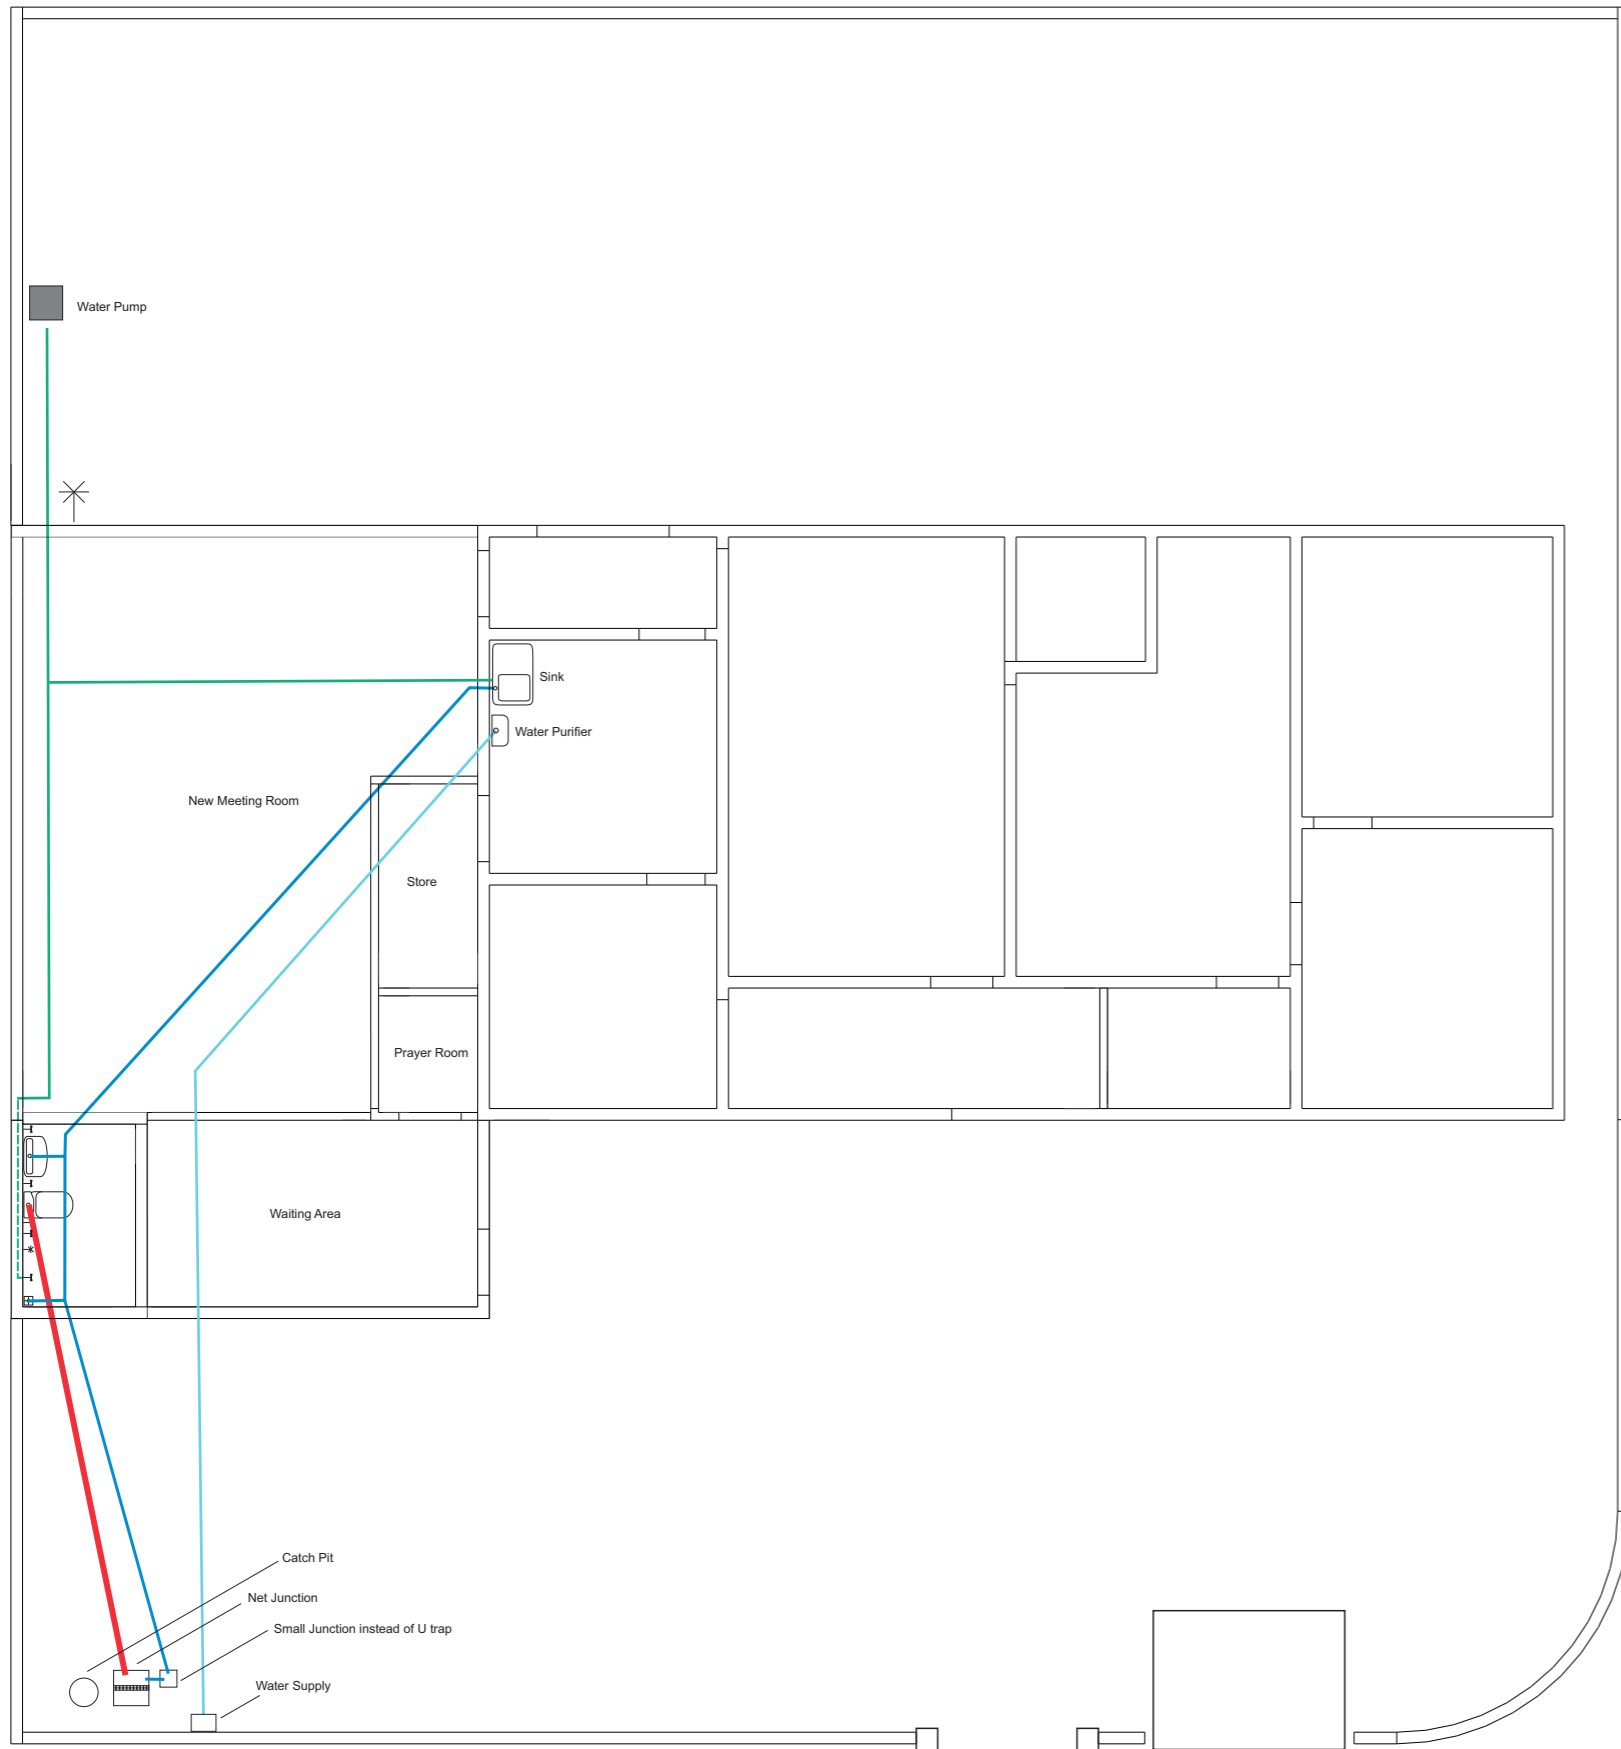 Water Pump
Sink
Water Purifier
New Meeting Room
Store
Prayer Room
Waiting Area
Catch Pit
Net Junction
Small Junction instead of U trap
Water Supply